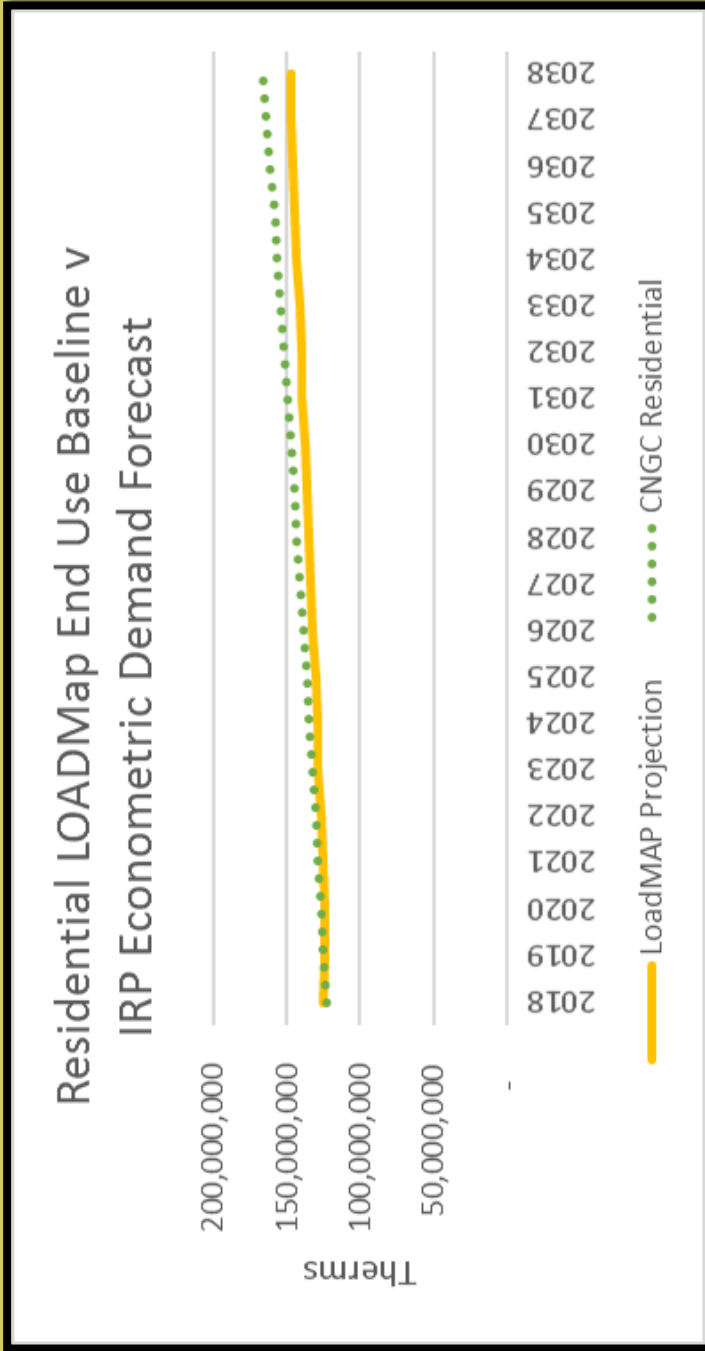 Residential LOADMap End Use Baseline v
IRP Econometric Demand Forecast
Therms
200,000,000
150,000,000
100,000,000
50,000,000
-
2018 2019 2020 2021 2022 2023 2024 2025 2026 2027 2028 2029 2030 2031 2032 2033 2034 2035 2036 2037 2038
LoadMAP Projection CNGC Residential